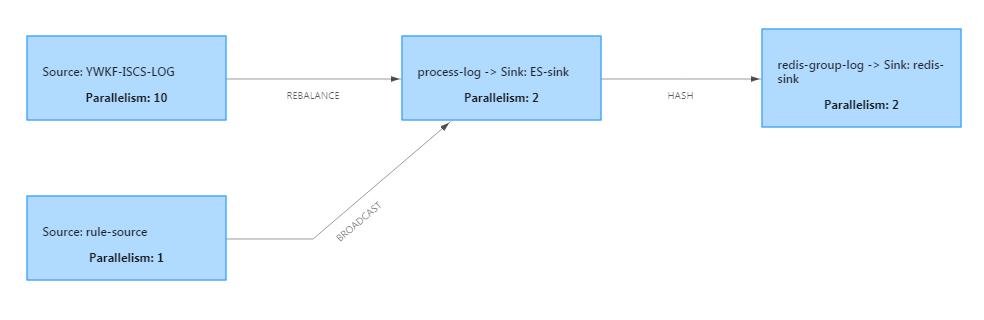 Source: YWKF-ISCS-LOG
Parallelism: 10
REBALANCE
process-log -> Sink: ES-sink
Parallelism: 2
HASH
redis-group-log -> Sink: redis-
sink
Parallelism: 2
Source: rule-source
Parallelism: 1
BROADCAST